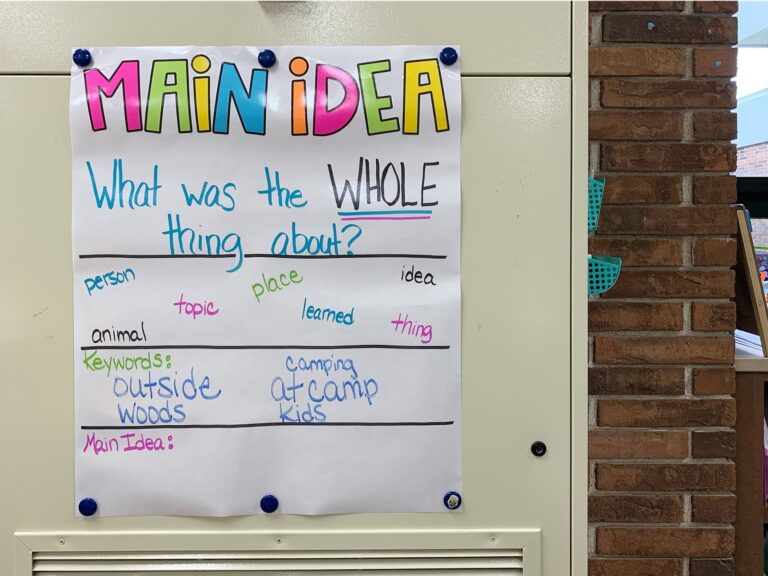 MAiN iDEA
What was the WHOLE
thing about?
person place idea
topic learned thing
animal
Keywords: camping
outside at camp
woods kids
Main Idea: